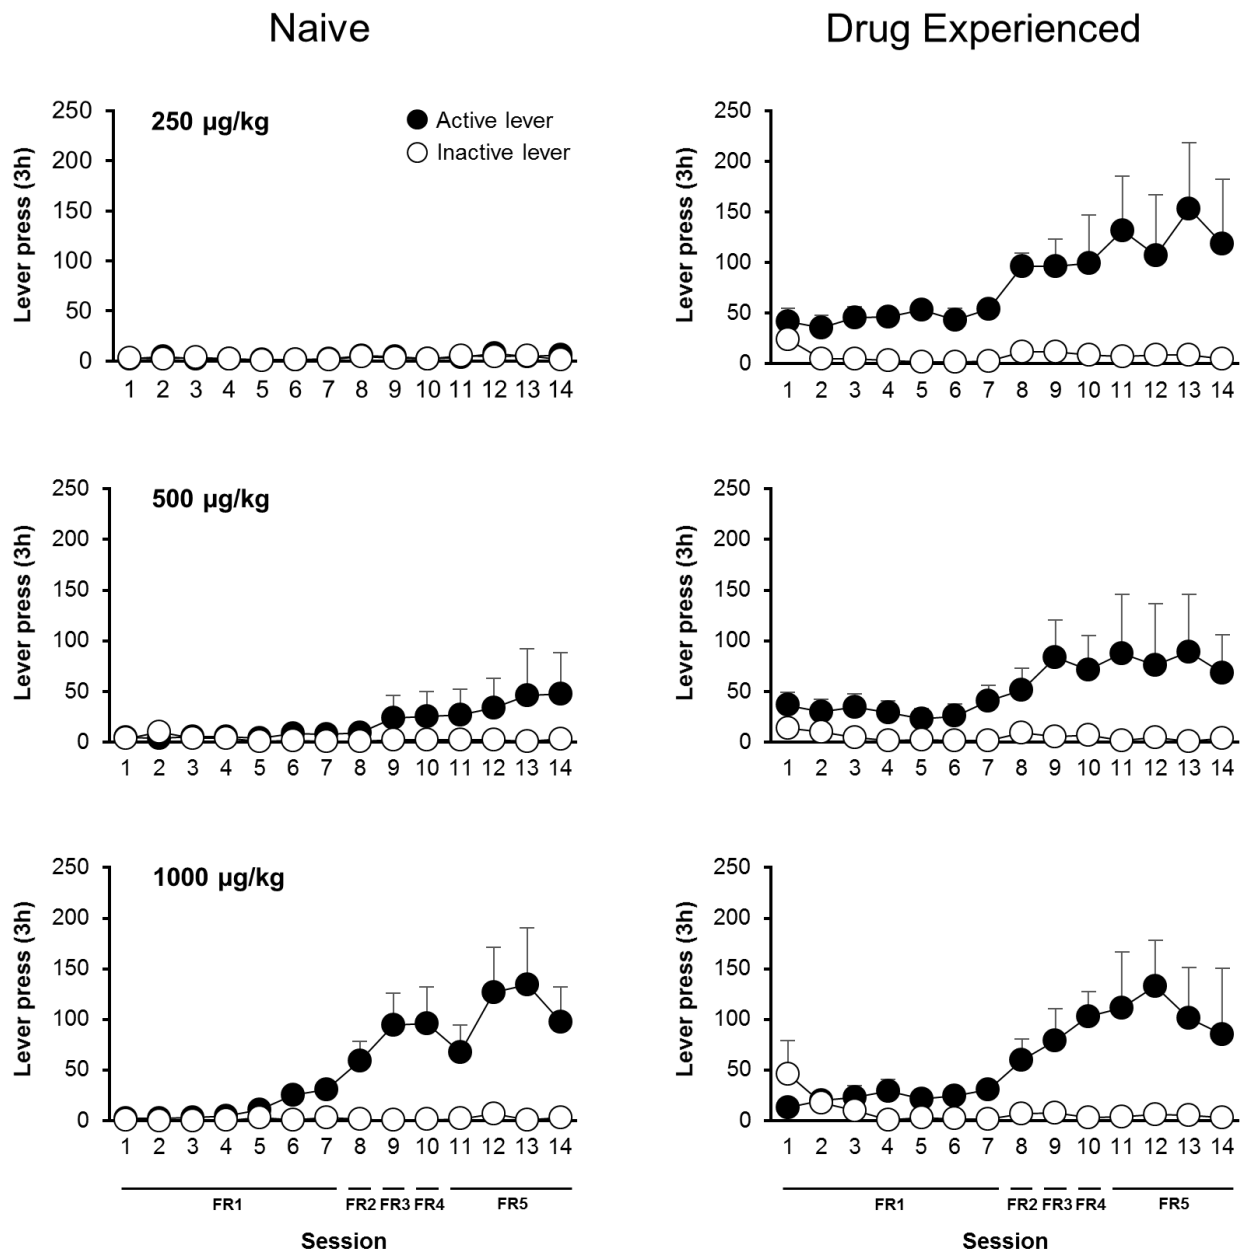 Naive
Drug Experienced
250 µg/kg
Active lever
Inactive lever
Lever press (3h)
250
200
150
100
50
0
1 2 3 4 5 6 7 8 9 10 11 12 13 14
Lever press (3h)
250
200
150
100
50
0
1 2 3 4 5 6 7 8 9 10 11 12 13 14
500 µg/kg
Lever press (3h)
250
200
150
100
50
0
1 2 3 4 5 6 7 8 9 10 11 12 13 14
Lever press (3h)
250
200
150
100
50
0
1 2 3 4 5 6 7 8 9 10 11 12 13 14
1000 µg/kg
Lever press (3h)
250
200
150
100
50
0
1 2 3 4 5 6 7 8 9 10 11 12 13 14
FR1 FR2 FR3 FR4 FR5
Session
Lever press (3h)
250
200
150
100
50
0
1 2 3 4 5 6 7 8 9 10 11 12 13 14
FR1 FR2 FR3 FR4 FR5
Session